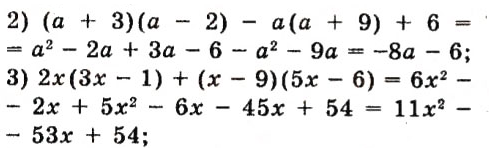 2) (a + 3)(a − 2) − a(a + 9) + 6 =
= a² − 2a + 3a − 6 − a² − 9a = −8a − 6;
3) 2x(3x − 1) + (x − 9)(5x − 6) = 6x² −
− 2x + 5x² − 6x − 45x + 54 = 11x² −
− 53x + 54;